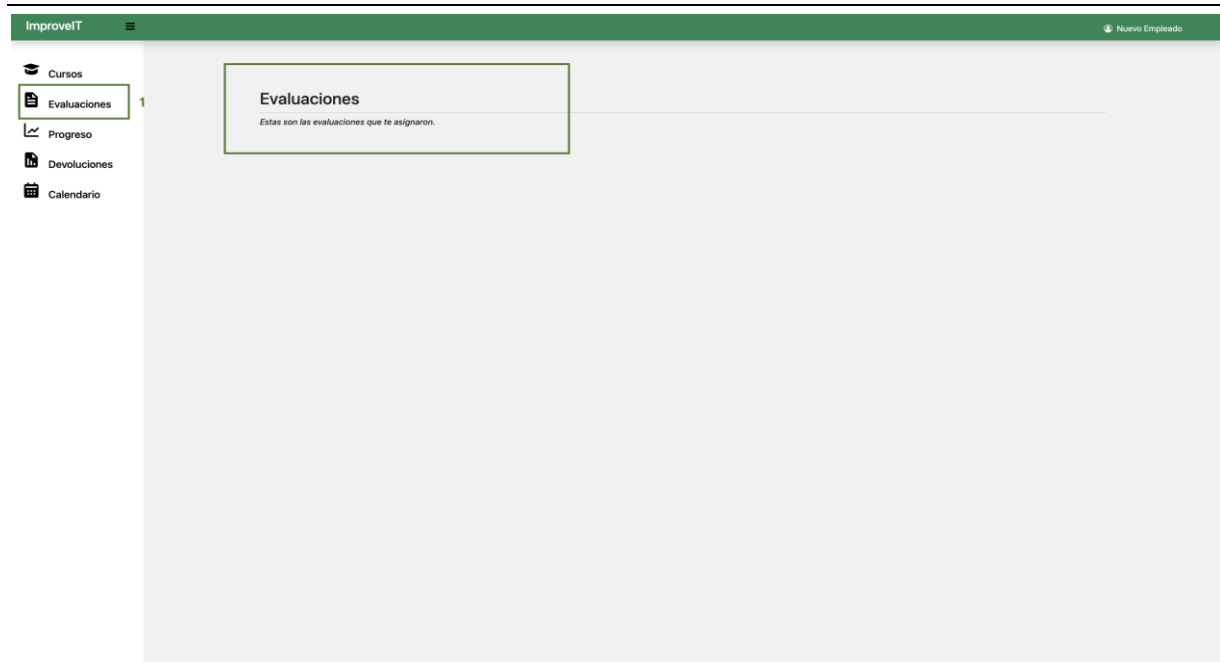 ImproveIT
Nuevo Empleado
Cursos
Evaluaciones 1
Progreso
Devoluciones
Calendario
Evaluaciones
Estas son las evaluaciones que te asignaron.